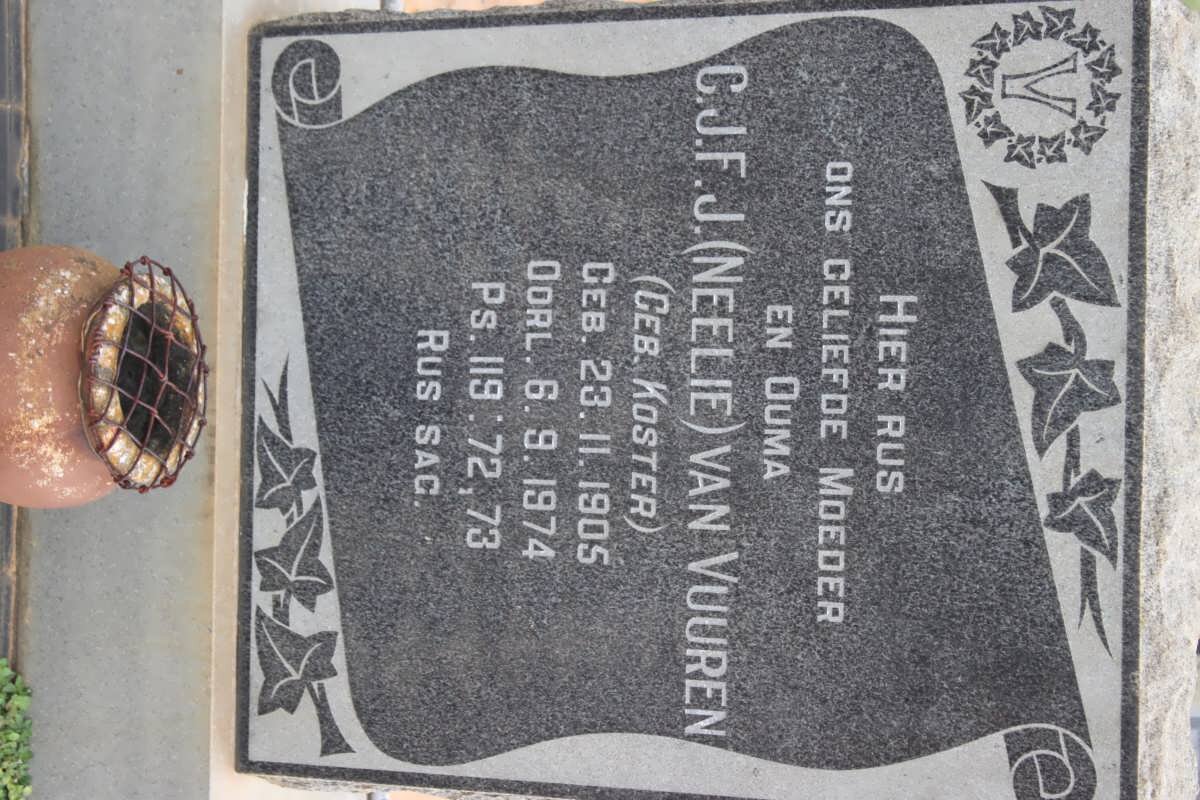 V
HIER RUS
ONS GELIEFDE MOEDER
EN OUMA
C.J.F.J. (NEELIE) VAN VUUREN
(GEB. KOSTER)
GEB. 23.11.1905
OORL. 6.9.1974
PS. 119:72,73
RUS SAG.